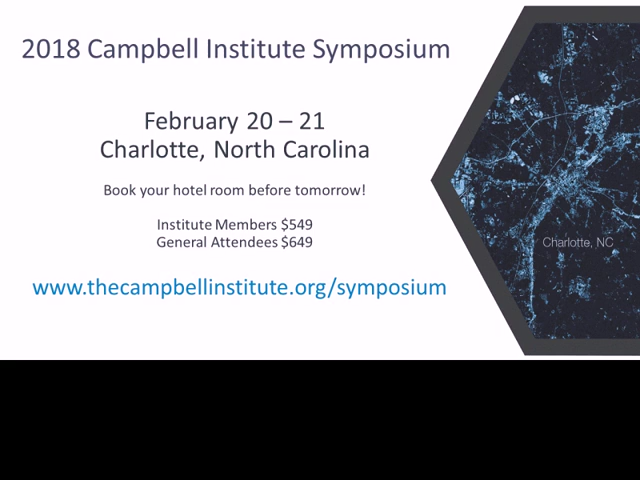 2018 Campbell Institute Symposium
February 20 – 21
Charlotte, North Carolina
Book your hotel room before tomorrow!
Institute Members $549
General Attendees $649
Charlotte, NC
www.thecampbellinstitute.org/symposium